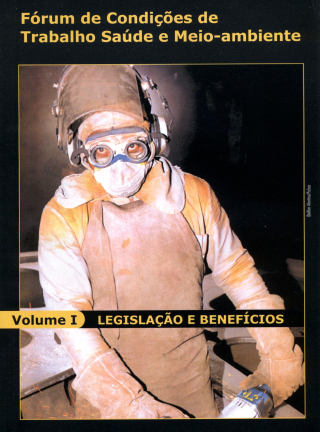 Fórum de Condições de
Trabalho Saúde e Meio-ambiente
Volume I LEGISLAÇÃO E BENEFÍCIOS